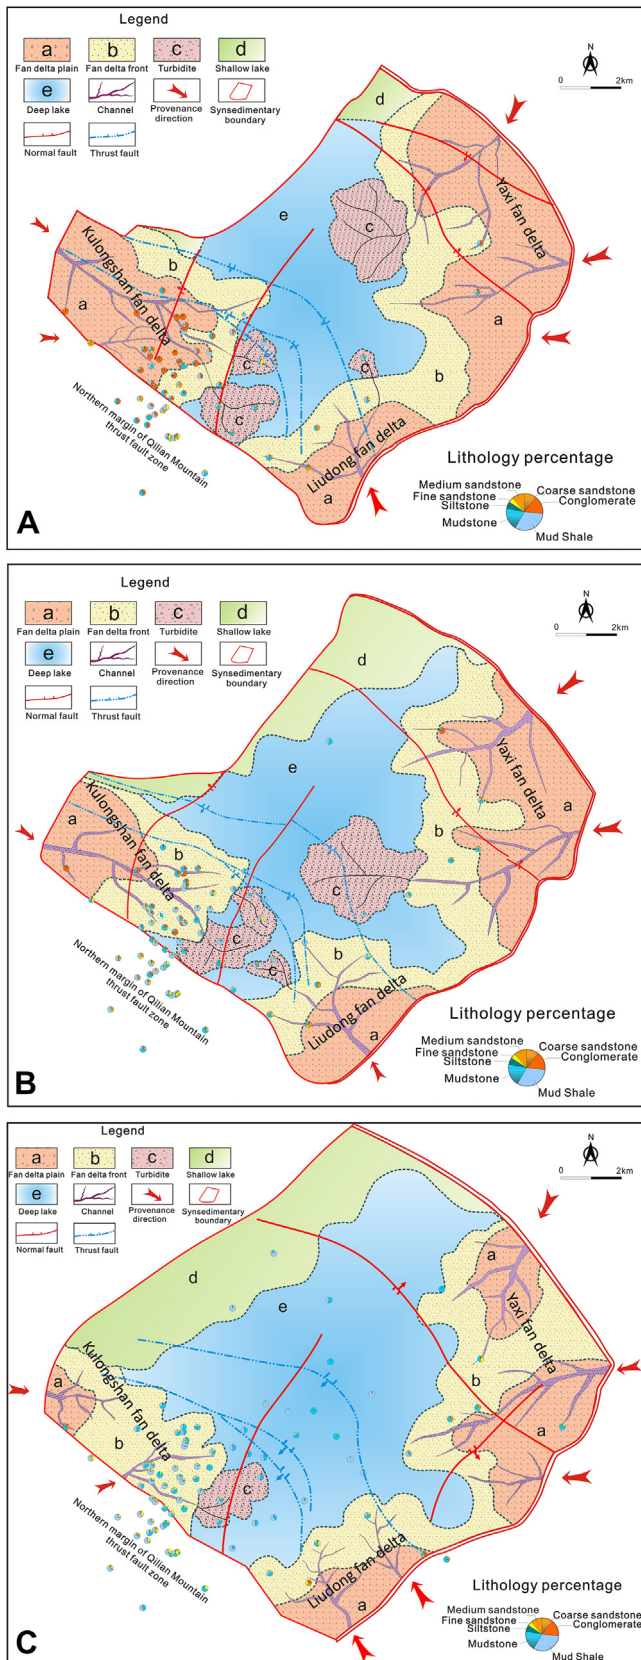 Legend
a
b
c
d
Fan delta plain
Fan delta front
Turbidite
Shallow lake
e
Deep lake
Channel
Provenance
direction
Synsedimentary
boundary
Normal fault
Thrust fault
N
0
2km
d
e
c
Yaxi fan delta
b
Kulongshan fan delta
a
a
c
c
b
c
Northern margin of Qilian Mountain
thrust fault zone
Liudong fan delta
a
Lithology percentage
Medium sandstone
Coarse sandstone
Fine sandstone
Conglomerate
Siltstone
Mudstone
Mud Shale
A
Legend
a
b
c
d
Fan delta plain
Fan delta front
Turbidite
Shallow lake
e
Deep lake
Channel
Provenance
direction
Synsedimentary
boundary
Normal fault
Thrust fault
N
0
2km
d
e
Yaxi fan delta
a
a
Kulongshan fan delta
b
b
c
c
b
c
Northern margin of Qilian Mountain
thrust fault zone
Liudong fan delta
a
Lithology percentage
Medium sandstone
Coarse sandstone
Fine sandstone
Conglomerate
Siltstone
Mudstone
Mud Shale
B
Legend
a
b
c
d
Fan delta plain
Fan delta front
Turbidite
Shallow lake
e
Deep lake
Channel
Provenance
direction
Synsedimentary
boundary
Normal fault
Thrust fault
N
0
2km
a
d
e
Yaxi fan delta
Kulongshan fan delta
a
b
a
b
c
Northern margin of Qilian Mountain
thrust fault zone
b
Liudong fan delta
a
Lithology percentage
Medium sandstone
Coarse sandstone
Fine sandstone
Conglomerate
Siltstone
Mudstone
Mud Shale
C